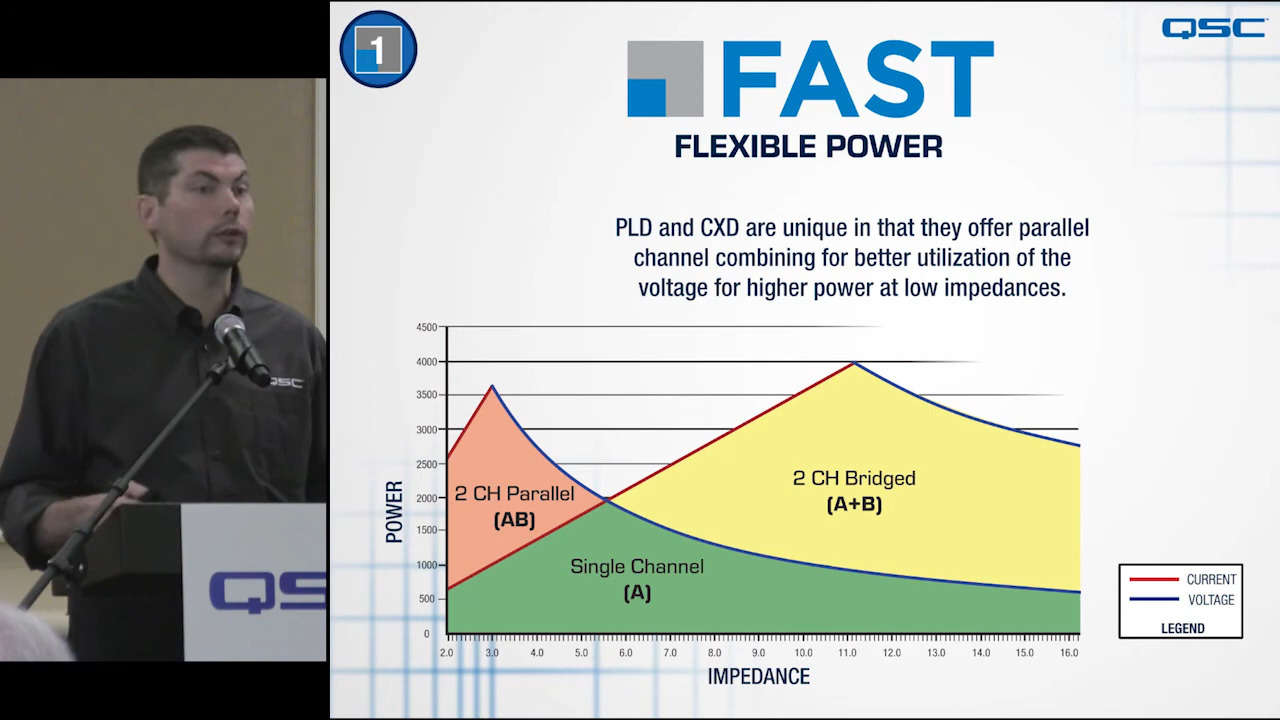 1
QSC
FAST
FLEXIBLE POWER
PLD and CXD are unique in that they offer parallel
channel combining for better utilization of the
voltage for higher power at low impedances.
4500
4000
3500
3000
2500
2000
1500
1000
500
0
POWER
2 CH Parallel
(AB)
2 CH Bridged
(A+B)
Single Channel
(A)
2.0 3.0 4.0 5.0 6.0 7.0 8.0 9.0 10.0 11.0 12.0 13.0 14.0 15.0 16.0
IMPEDANCE
CURRENT
VOLTAGE
LEGEND
QSC
QS